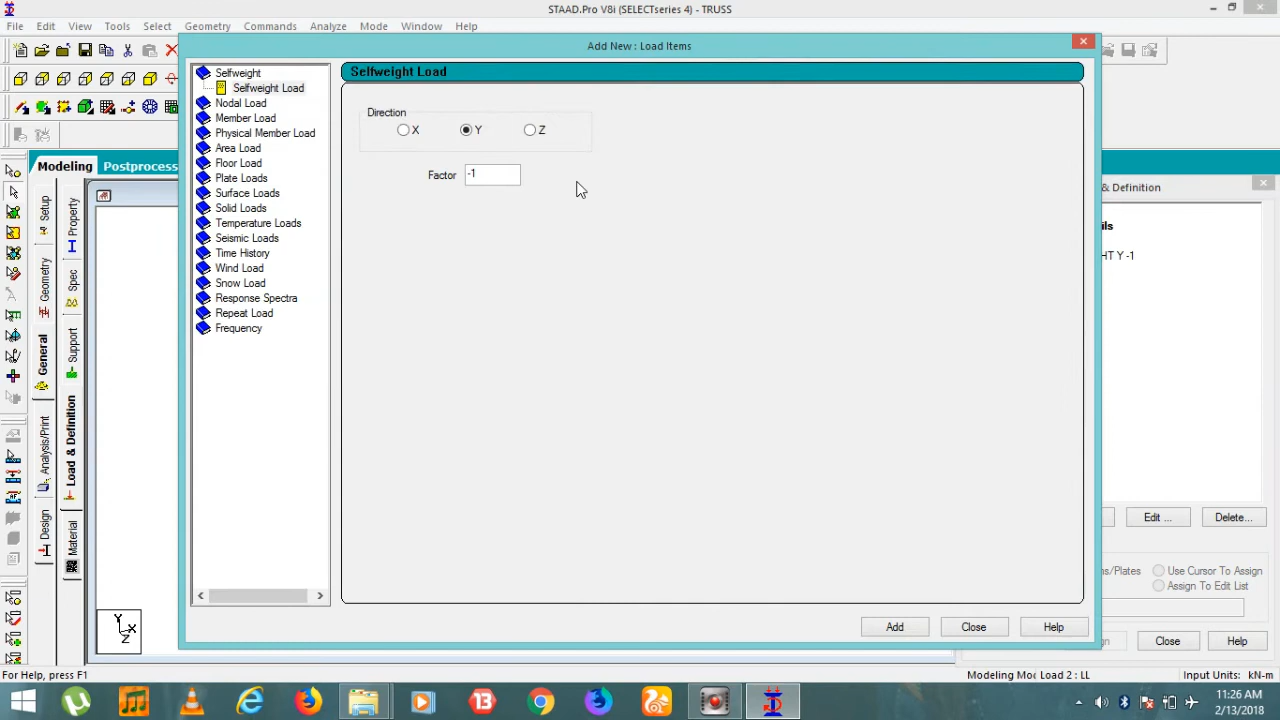 STAAD.Pro V8i (SELECTseries 4) - TRUSS
File Edit View Tools Select Geometry Commands Analyze Mode Window Help
Add New : Load Items
Selfweight
Selfweight Load
Nodal Load
Member Load
Physical Member Load
Area Load
Floor Load
Plate Loads
Surface Loads
Solid Loads
Temperature Loads
Seismic Loads
Time History
Wind Load
Snow Load
Response Spectra
Repeat Load
Frequency
Selfweight Load
Direction
X Y Z
Factor -1
Add Close Help
Modeling Postprocess
Setup
Geometry
General
Analysis/Print
Design
Property
Spec
Support
Load & Definition
Material
& Definition
ils
HT Y -1
Edit ... Delete...
ms/Plates Use Cursor To Assign
Assign To Edit List
Close Help
Y
X
Z
For Help, press F1
Modeling Mod Load 2 : LL Input Units: kN-m
13
11:26 AM
2/13/2018